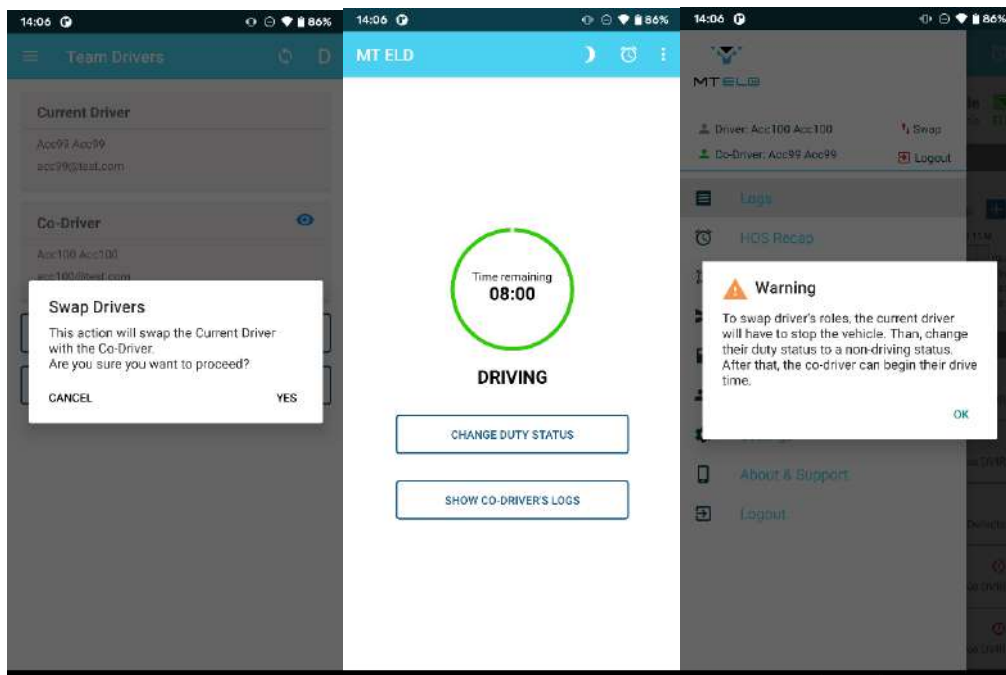 14:06
86%
Team Drivers
D
Current Driver
Acc99 Acc99
acc99@test.com
Co-Driver
Acc100 Acc100
acc100@test.com
Swap Drivers
This action will swap the Current Driver
with the Co-Driver.
Are you sure you want to proceed?
CANCEL
YES
14:06
86%
MT ELD
Time remaining
08:00
DRIVING
CHANGE DUTY STATUS
SHOW CO-DRIVER'S LOGS
14:06
86%
MT ELD
Driver: Acc100 Acc100
Swap
Co-Driver: Acc99 Acc99
Logout
Logs
HOS Recap
Warning
To swap driver's roles, the current driver
will have to stop the vehicle. Than, change
their duty status to a non-driving status.
After that, the co-driver can begin their drive
time.
OK
About & Support
Logout